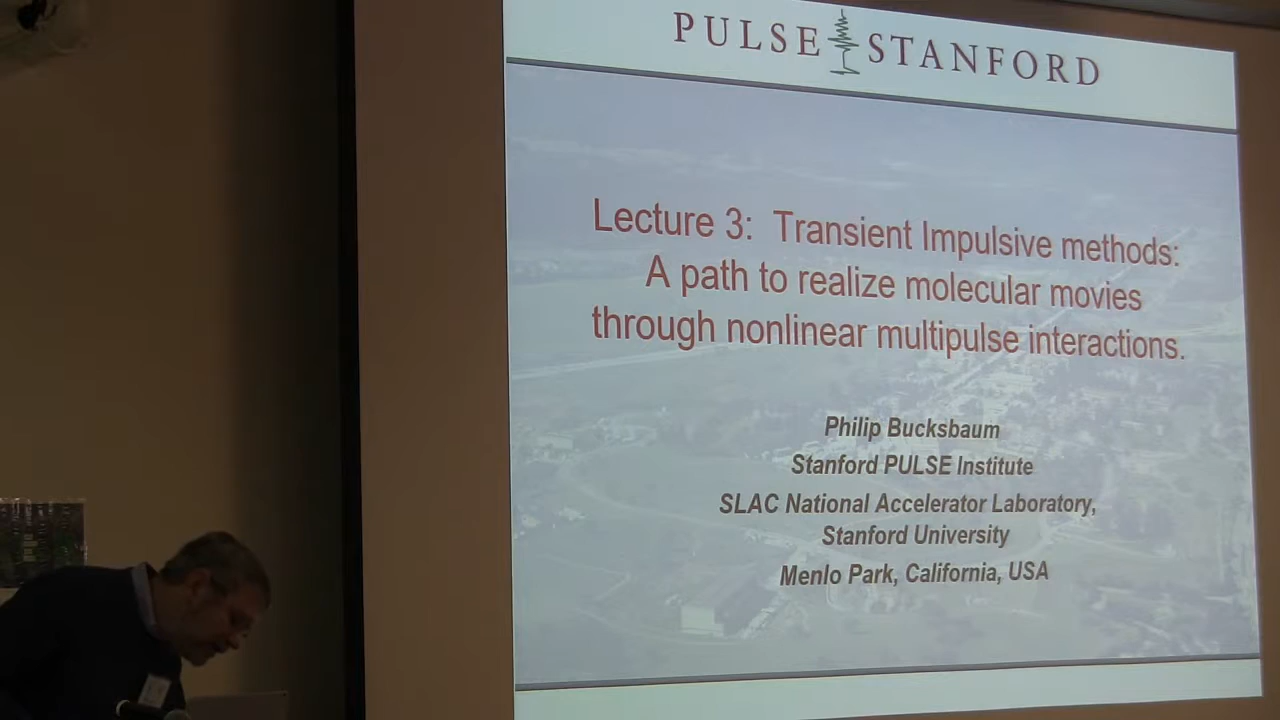 PULSE STANFORD
Lecture 3: Transient Impulsive methods:
A path to realize molecular movies
through nonlinear multipulse interactions.
Philip Bucksbaum
Stanford PULSE Institute
SLAC National Accelerator Laboratory,
Stanford University
Menlo Park, California, USA